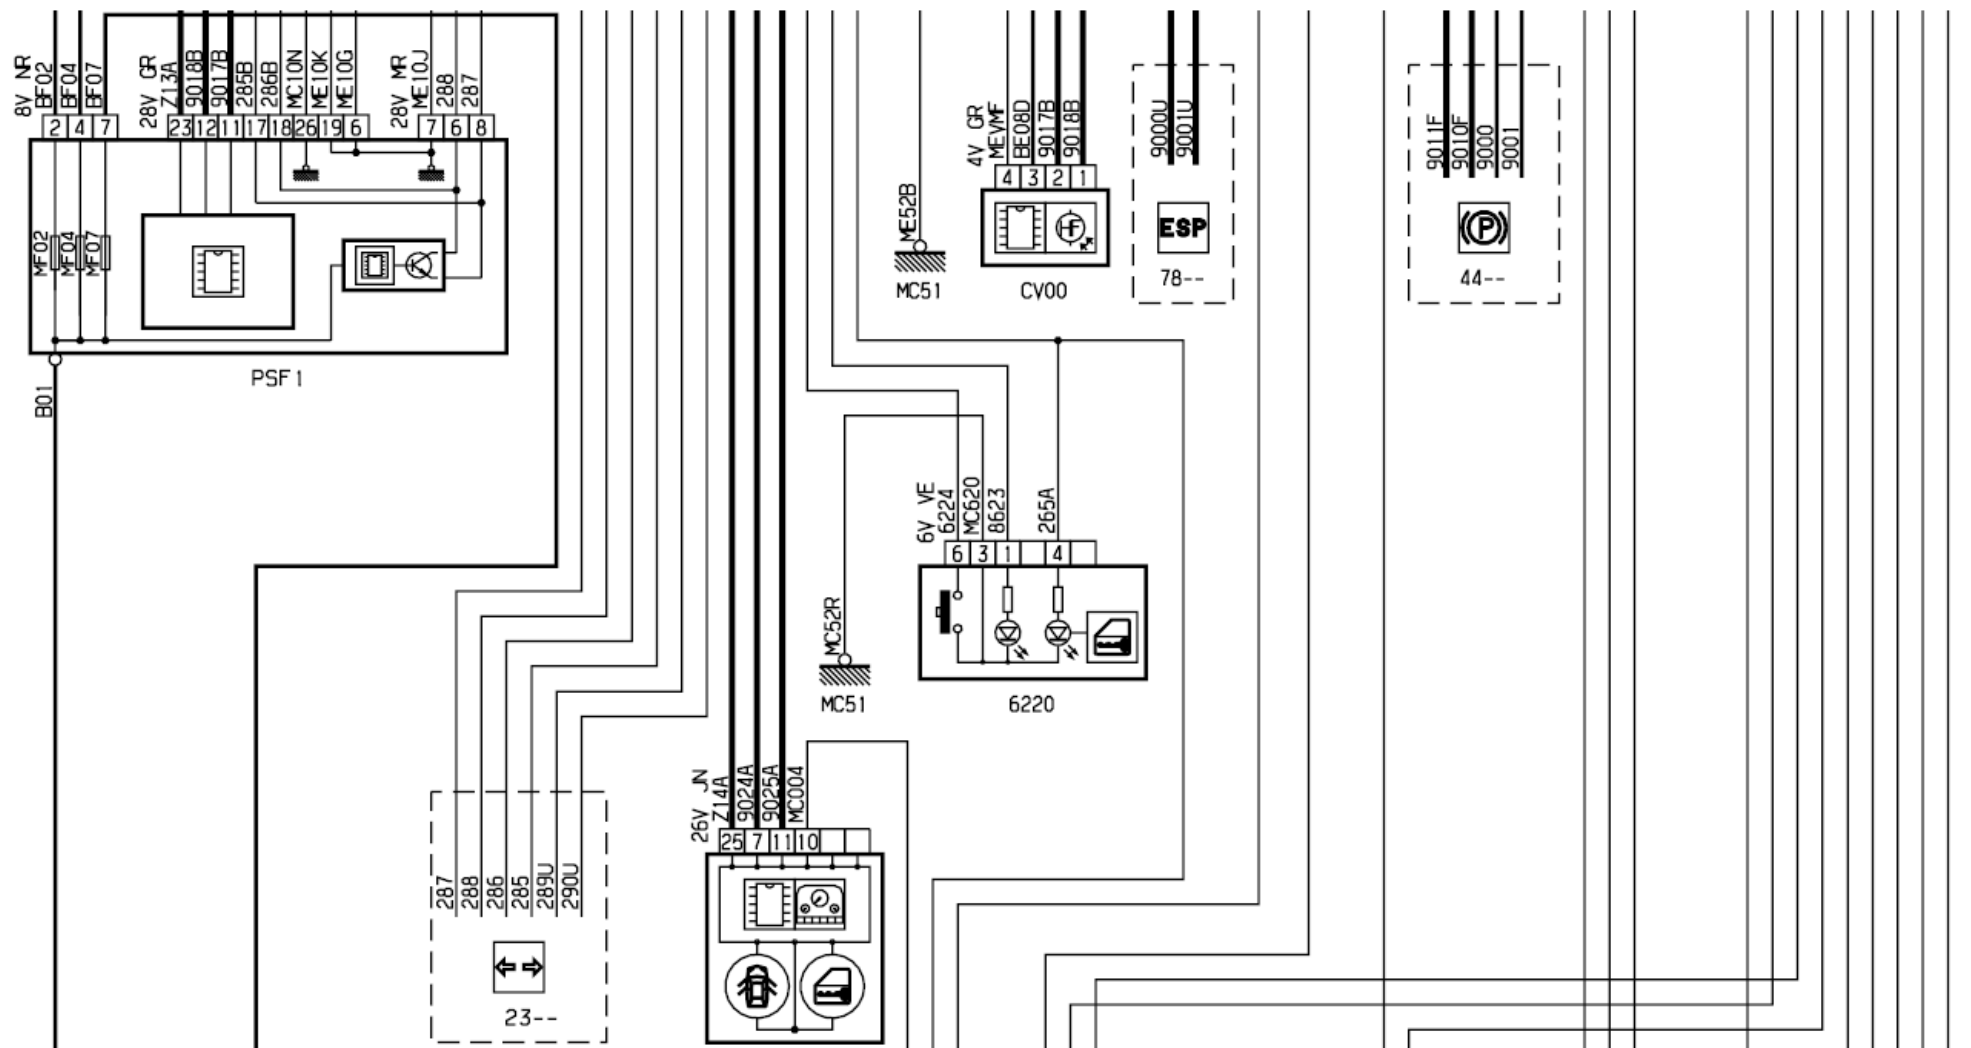 8V NR
BF02
BF04
BF07
28V GR
Z13A
9018B
9017B
285B
286B
MC10N
ME10K
ME10G
28V MR
ME10J
288
287
2 4 7
23 12 11 17 18 26 19 6
7 6 8
MF02
MF04
MF07
PSF1
B01
ME52B
MC51
4V GR
MEVMF
BE08D
9017B
9018B
4 3 2 1
HF
CV00
9000U
9001U
ESP
78--
9011F
9010F
9000
9001
P
44--
6V VE
6224
MC620
8623
265A
6 3 1 4
6220
MC52R
MC51
26V JN
Z14A
9024A
9025A
MC004
25 7 11 10
287
288
286
285
289U
290U
23--